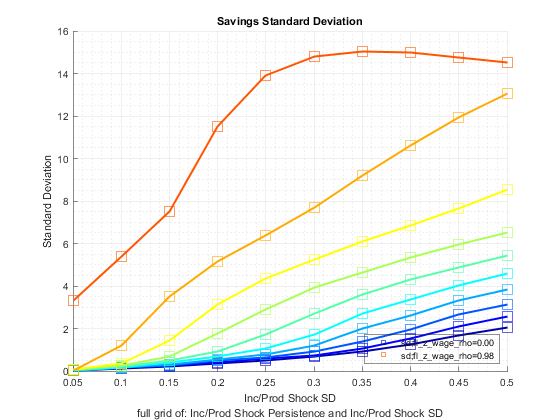 Savings Standard Deviation
16
14
12
10
8
6
4
2
0
Standard Deviation
sd;fl_z_wage_rho=0.00
sd;fl_z_wage_rho=0.98
0.05 0.1 0.15 0.2 0.25 0.3 0.35 0.4 0.45 0.5
Inc/Prod Shock SD
full grid of: Inc/Prod Shock Persistence and Inc/Prod Shock SD